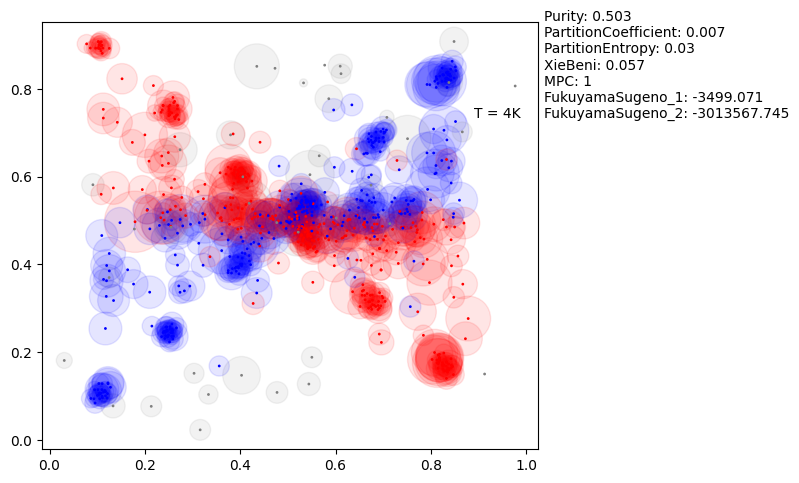 Purity: 0.503
PartitionCoefficient: 0.007
PartitionEntropy: 0.03
XieBeni: 0.057
MPC: 1
FukuyamaSugeno_1: -3499.071
FukuyamaSugeno_2: -3013567.745
T = 4K
0.8
0.6
0.4
0.2
0.0
0.0 0.2 0.4 0.6 0.8 1.0